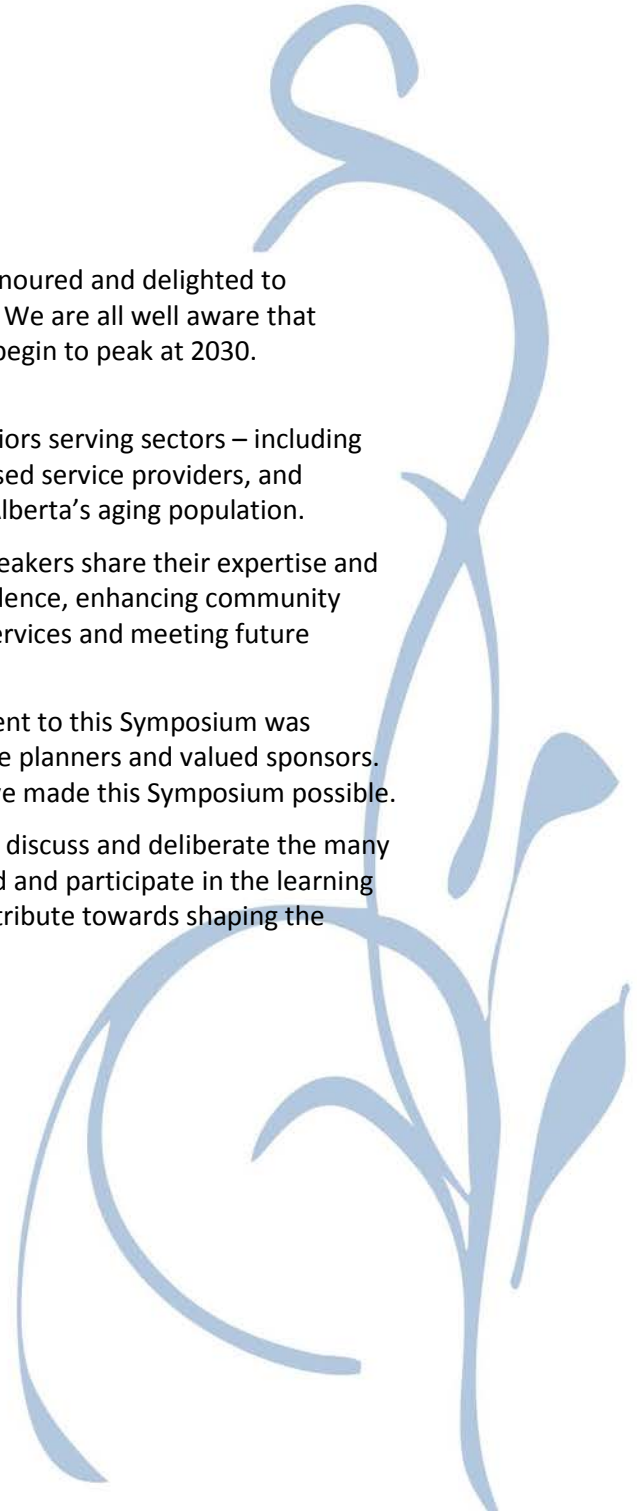 noured and delighted to
We are all well aware that
begin to peak at 2030.
iors serving sectors – including
sed service providers, and
Alberta's aging population.
eakers share their expertise and
dence, enhancing community
ervices and meeting future
ent to this Symposium was
e planners and valued sponsors.
ve made this Symposium possible.
discuss and deliberate the many
d and participate in the learning
tribute towards shaping the